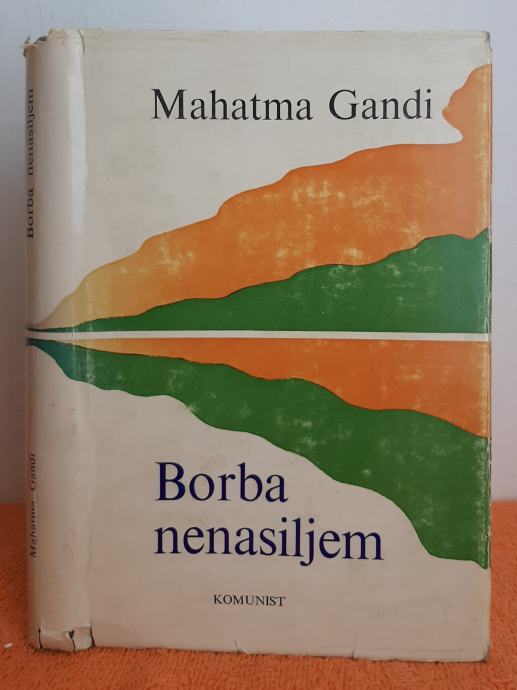 Mahatma Gandi
Borba
nenasiljem
KOMUNIST
Borba nenasiljem
Mahatma Gandi